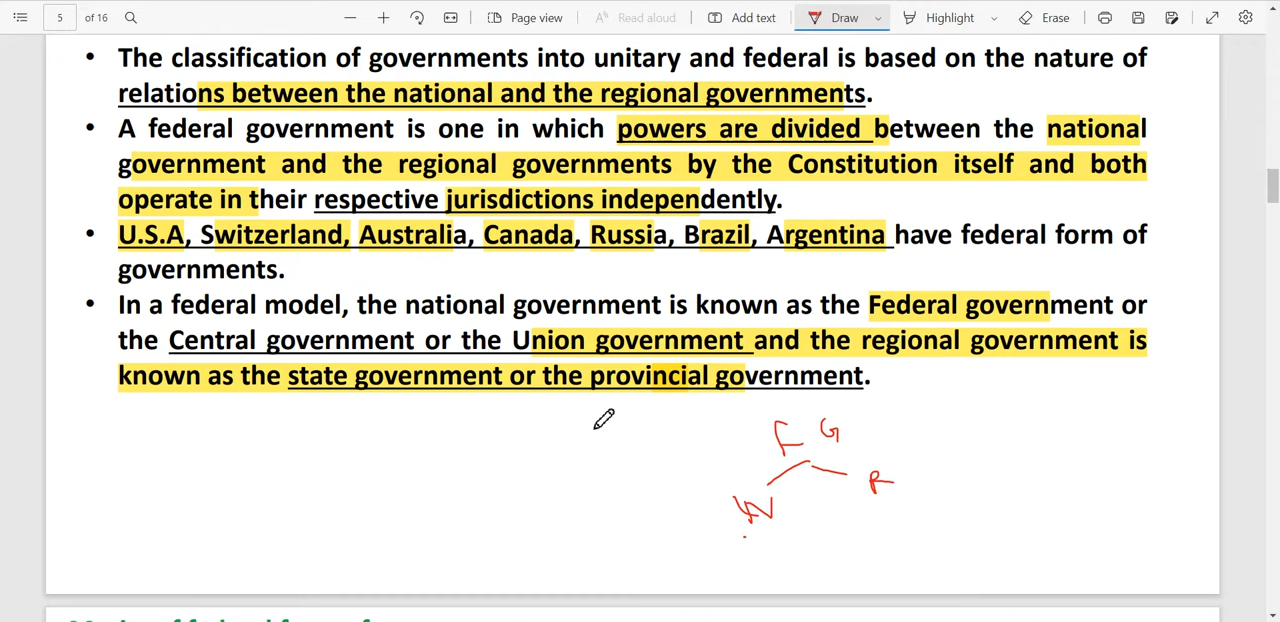 5 of 16
Page view
Read aloud
Add text
Draw
Highlight
Erase
• The classification of governments into unitary and federal is based on the nature of
relations between the national and the regional governments.
• A federal government is one in which powers are divided between the national
government and the regional governments by the Constitution itself and both
operate in their respective jurisdictions independently.
• U.S.A, Switzerland, Australia, Canada, Russia, Brazil, Argentina have federal form of
governments.
• In a federal model, the national government is known as the Federal government or
the Central government or the Union government and the regional government is
known as the state government or the provincial government.
F G
R
N